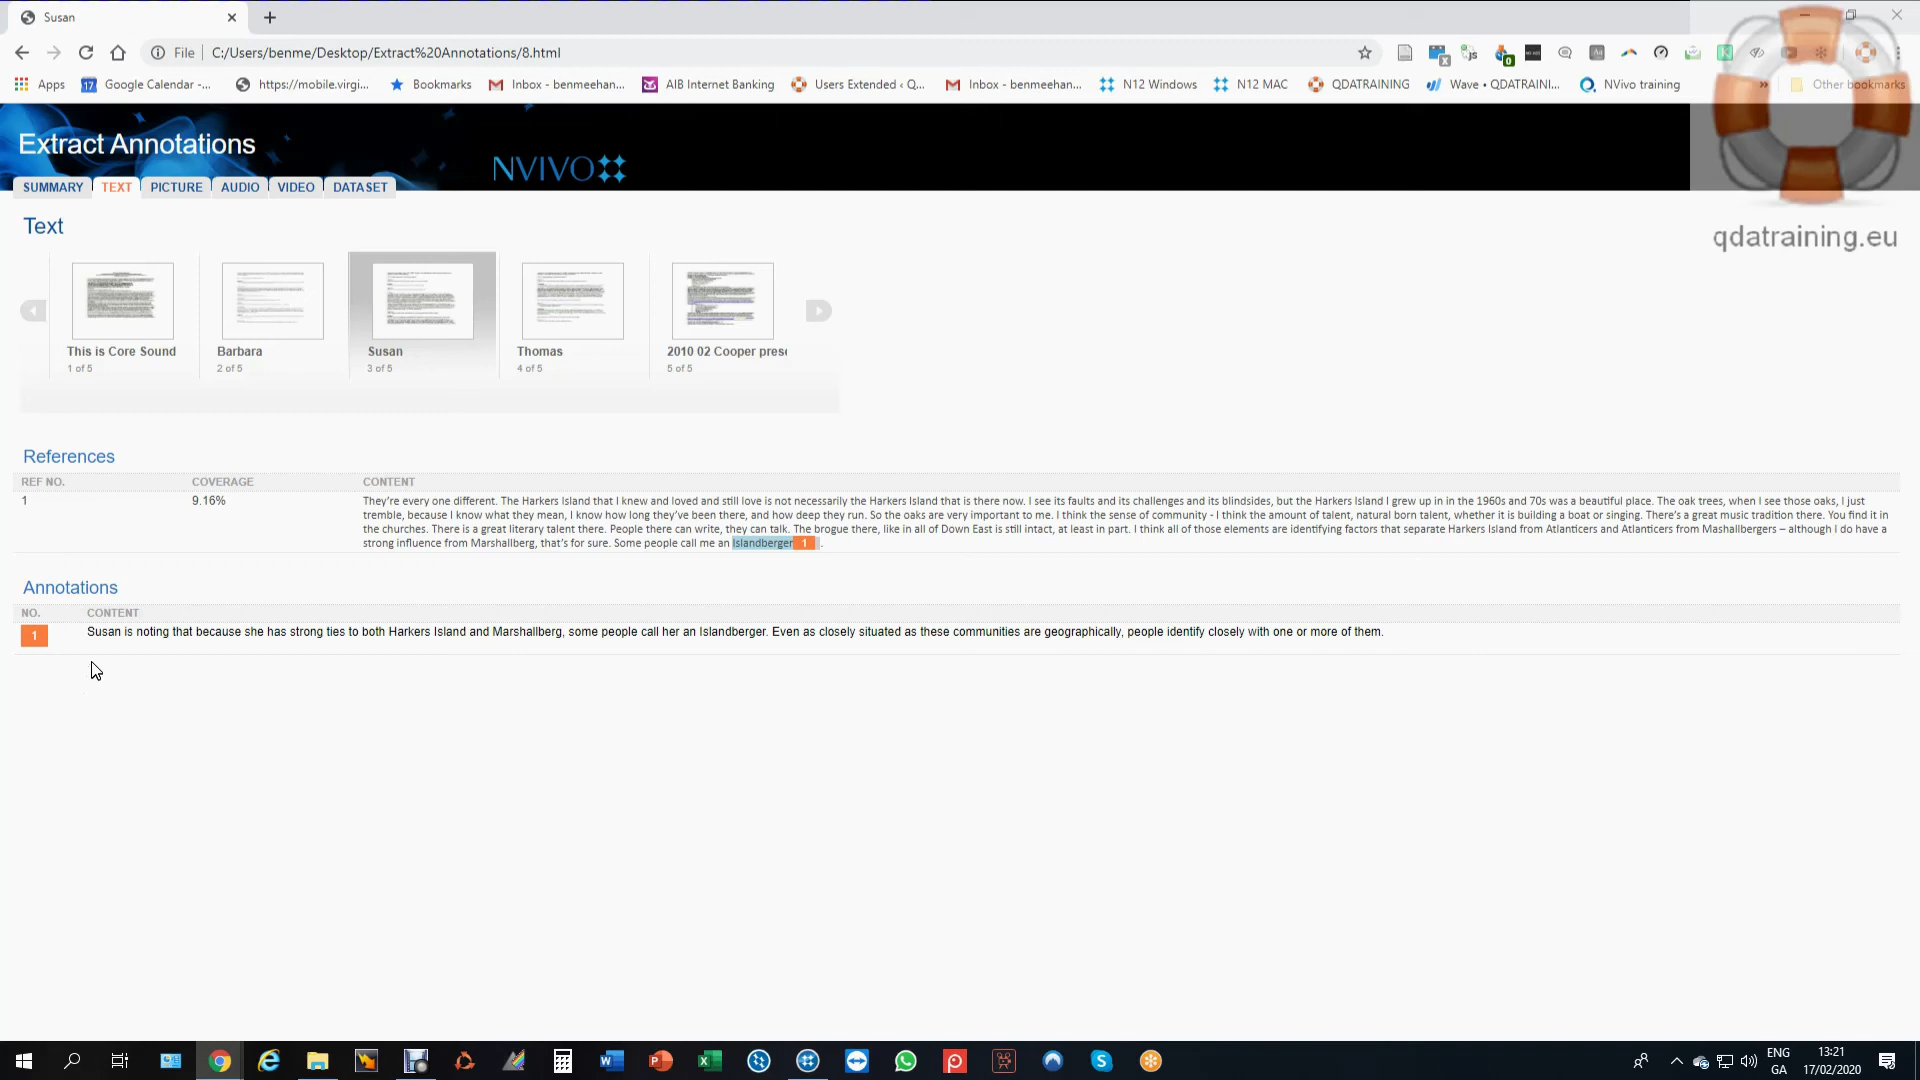 Susan
File
C:/Users/benme/Desktop/Extract%20Annotations/8.html
Apps
17
Google Calendar -...
https://mobile.virgi...
Bookmarks
Inbox - benmeehan...
AIB Internet Banking
Users Extended ‹ Q...
Inbox - benmeehan...
N12 Windows
N12 MAC
QDATRAINING
Wave • QDATRAINI...
NVivo training
»
Other bookmarks
Extract Annotations
NVIVO
SUMMARY
TEXT
PICTURE
AUDIO
VIDEO
DATASET
qdatraining.eu
Text
This is Core Sound
Barbara
Susan
Thomas
2010 02 Cooper prese
1 of 5
2 of 5
3 of 5
4 of 5
5 of 5
References
REF NO.
COVERAGE
CONTENT
1
9.16%
They're every one different. The Harkers Island that I knew and loved and still love is not necessarily the Harkers Island that is there now. I see its faults and its challenges and its blindsides, but the Harkers Island I grew up in in the 1960s and 70s was a beautiful place. The oak trees, when I see those oaks, I just
tremble, because I know what they mean, I know how long they've been there, and how deep they run. So the oaks are very important to me. I think the sense of community - I think the amount of talent, natural born talent, whether it is building a boat or singing. There's a great music tradition there. You find it in
the churches. There is a great literary talent there. People there can write, they can talk. The brogue there, like in all of Down East is still intact, at least in part. I think all of those elements are identifying factors that separate Harkers Island from Atlanticers and Atlanticers from Mashallbergers – although I do have a
strong influence from Marshallberg, that's for sure. Some people call me an Islandberger 1 .
Annotations
NO.
CONTENT
1
Susan is noting that because she has strong ties to both Harkers Island and Marshallberg, some people call her an Islandberger. Even as closely situated as these communities are geographically, people identify closely with one or more of them.
ENG
GA
13:21
17/02/2020